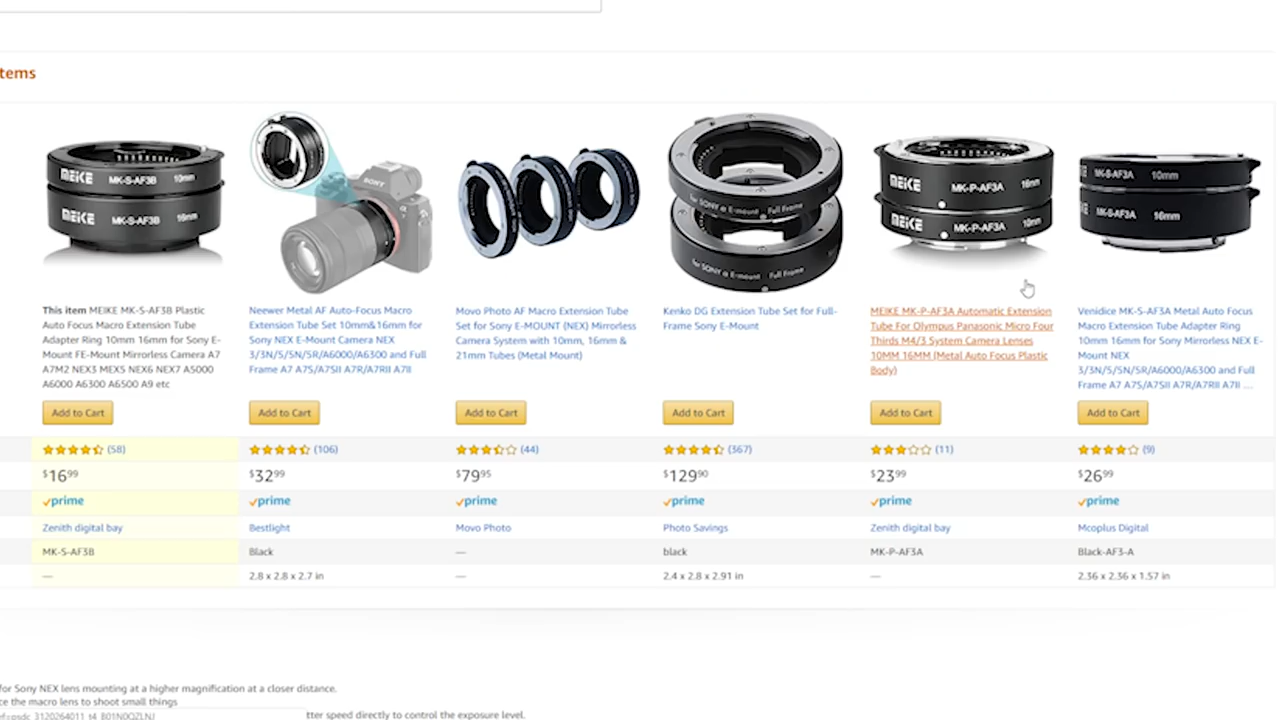 tems
MEIKE MK-S-AF3B 10mm
MEIKE MK-S-AF3B 16mm
SONY
for SONY α E-mount Full Frame
for SONY α E-mount Full Frame
MEIKE MK-P-AF3A 16mm
MEIKE MK-P-AF3A 10mm
MK-S-AF3A 10mm
MK-S-AF3A 16mm
This item MEIKE MK-S-AF3B Plastic
Auto Focus Macro Extension Tube
Adapter Ring 10mm 16mm for Sony E-
Mount FE-Mount Mirrorless Camera A7
A7M2 NEX3 MEX5 NEX6 NEX7 A5000
A6000 A6300 A6500 A9 etc
Neewer Metal AF Auto-Focus Macro
Extension Tube Set 10mm&16mm for
Sony NEX E-Mount Camera NEX
3/3N/5/5N/5R/A6000/A6300 and Full
Frame A7 A7S/A7SII A7R/A7RII A7II
Movo Photo AF Macro Extension Tube
Set for Sony E-MOUNT (NEX) Mirrorless
Camera System with 10mm, 16mm &
21mm Tubes (Metal Mount)
Kenko DG Extension Tube Set for Full-
Frame Sony E-Mount
MEIKE MK-P-AF3A Automatic Extension
Tube For Olympus Panasonic Micro Four
Thirds M4/3 System Camera Lenses
10MM 16MM (Metal Auto Focus Plastic
Body)
Venidice MK-S-AF3A Metal Auto Focus
Macro Extension Tube Adapter Ring
10mm 16mm for Sony Mirrorless NEX E-
Mount NEX
3/3N/5/5N/5R/A6000/A6300 and Full
Frame A7 A7S/A7SII A7R/A7RII A7II ...
Add to Cart Add to Cart Add to Cart Add to Cart Add to Cart Add to Cart
(58) (106) (44) (367) (11) (9)
$1699 $3299 $7995 $12990 $2399 $2699
prime prime prime prime prime prime
Zenith digital bay Bestlight Movo Photo Photo Savings Zenith digital bay Mcoplus Digital
MK-S-AF3B Black — black MK-P-AF3A Black-AF3-A
— 2.8 x 2.8 x 2.7 in — 2.4 x 2.8 x 2.91 in — 2.36 x 2.36 x 1.57 in
for Sony NEX lens mounting at a higher magnification at a closer distance.
ce the macro lens to shoot small things
tter speed directly to control the exposure level.